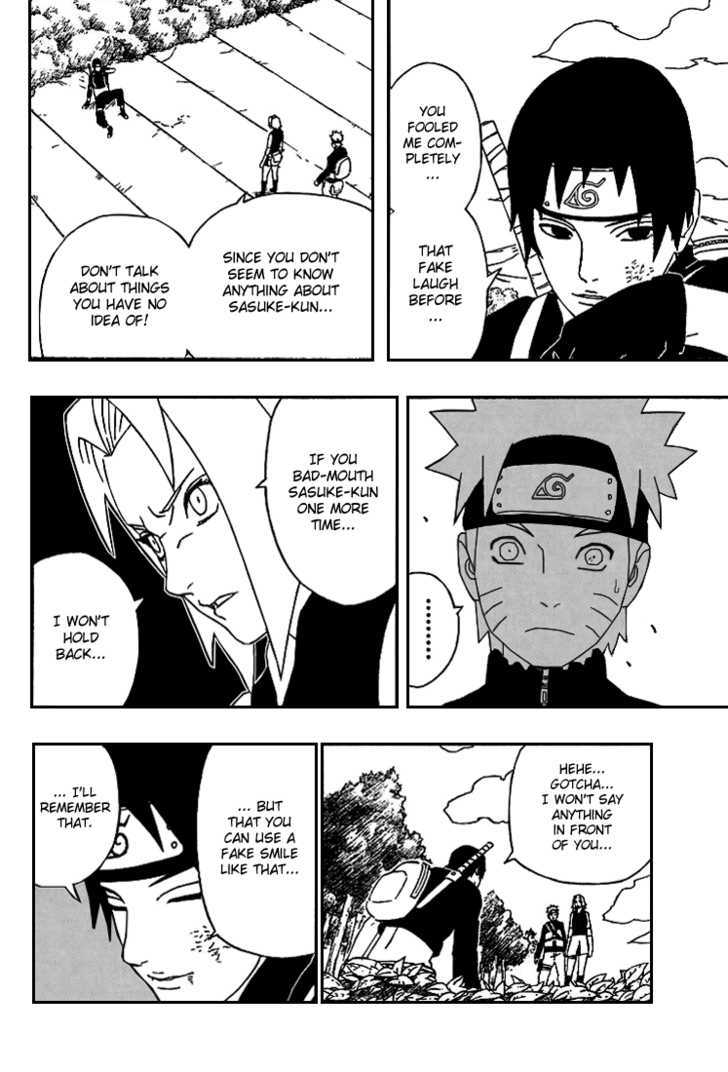 YOU
FOOLED
ME COM-
PLETELY
...
THAT
FAKE
LAUGH
BEFORE
...
SINCE YOU DON'T
SEEM TO KNOW
ANYTHING ABOUT
SASUKE-KUN...
DON'T TALK
ABOUT THINGS
YOU HAVE NO
IDEA OF!
.........
IF YOU
BAD-MOUTH
SASUKE-KUN
ONE MORE
TIME...
I WON'T
HOLD
BACK...
HEHE...
GOTCHA...
I WON'T SAY
ANYTHING
IN FRONT
OF YOU...
... BUT
THAT YOU
CAN USE A
FAKE SMILE
LIKE THAT...
... I'LL
REMEMBER
THAT.